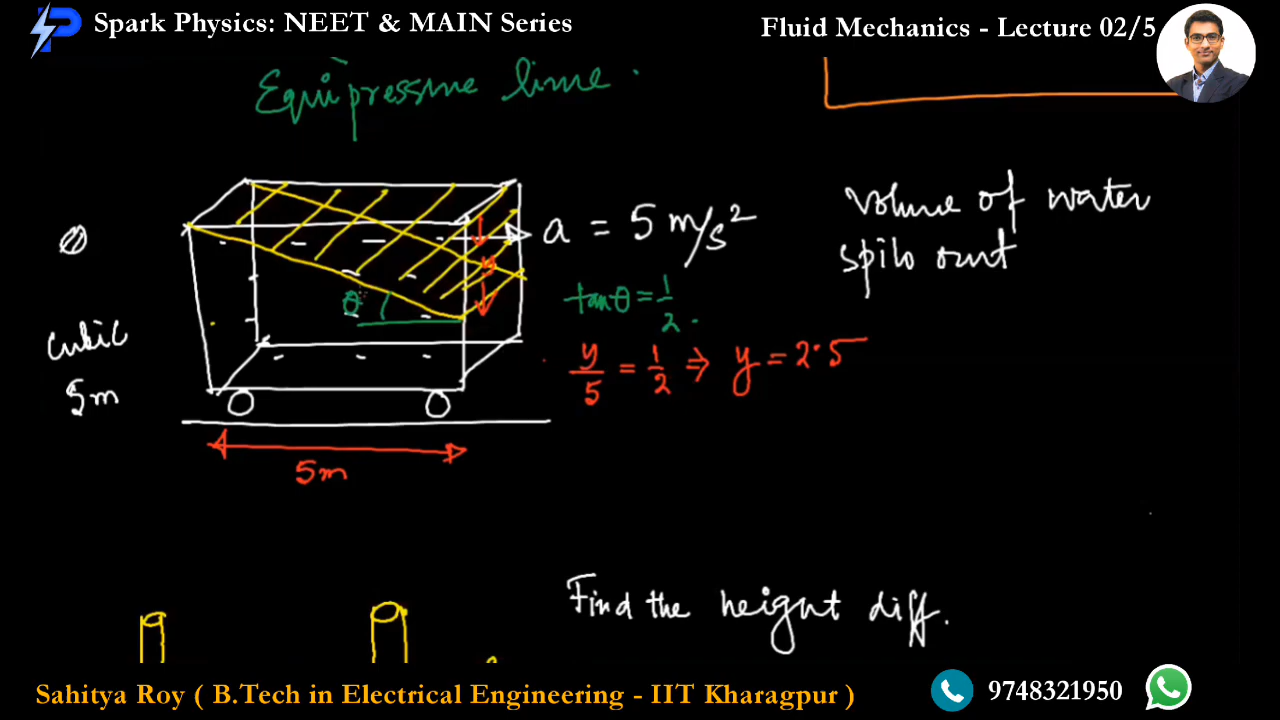 Spark Physics: NEET & MAIN Series
Fluid Mechanics - Lecture 02/5
Equipressure line.
a = 5 m/s²
volume of water
spils out
y
θ
tanθ = 1/2.
cubic
5m
y/5 = 1/2 ⇒ y = 2.5
5m
Find the height diff.
Sahitya Roy ( B.Tech in Electrical Engineering - IIT Kharagpur )
9748321950